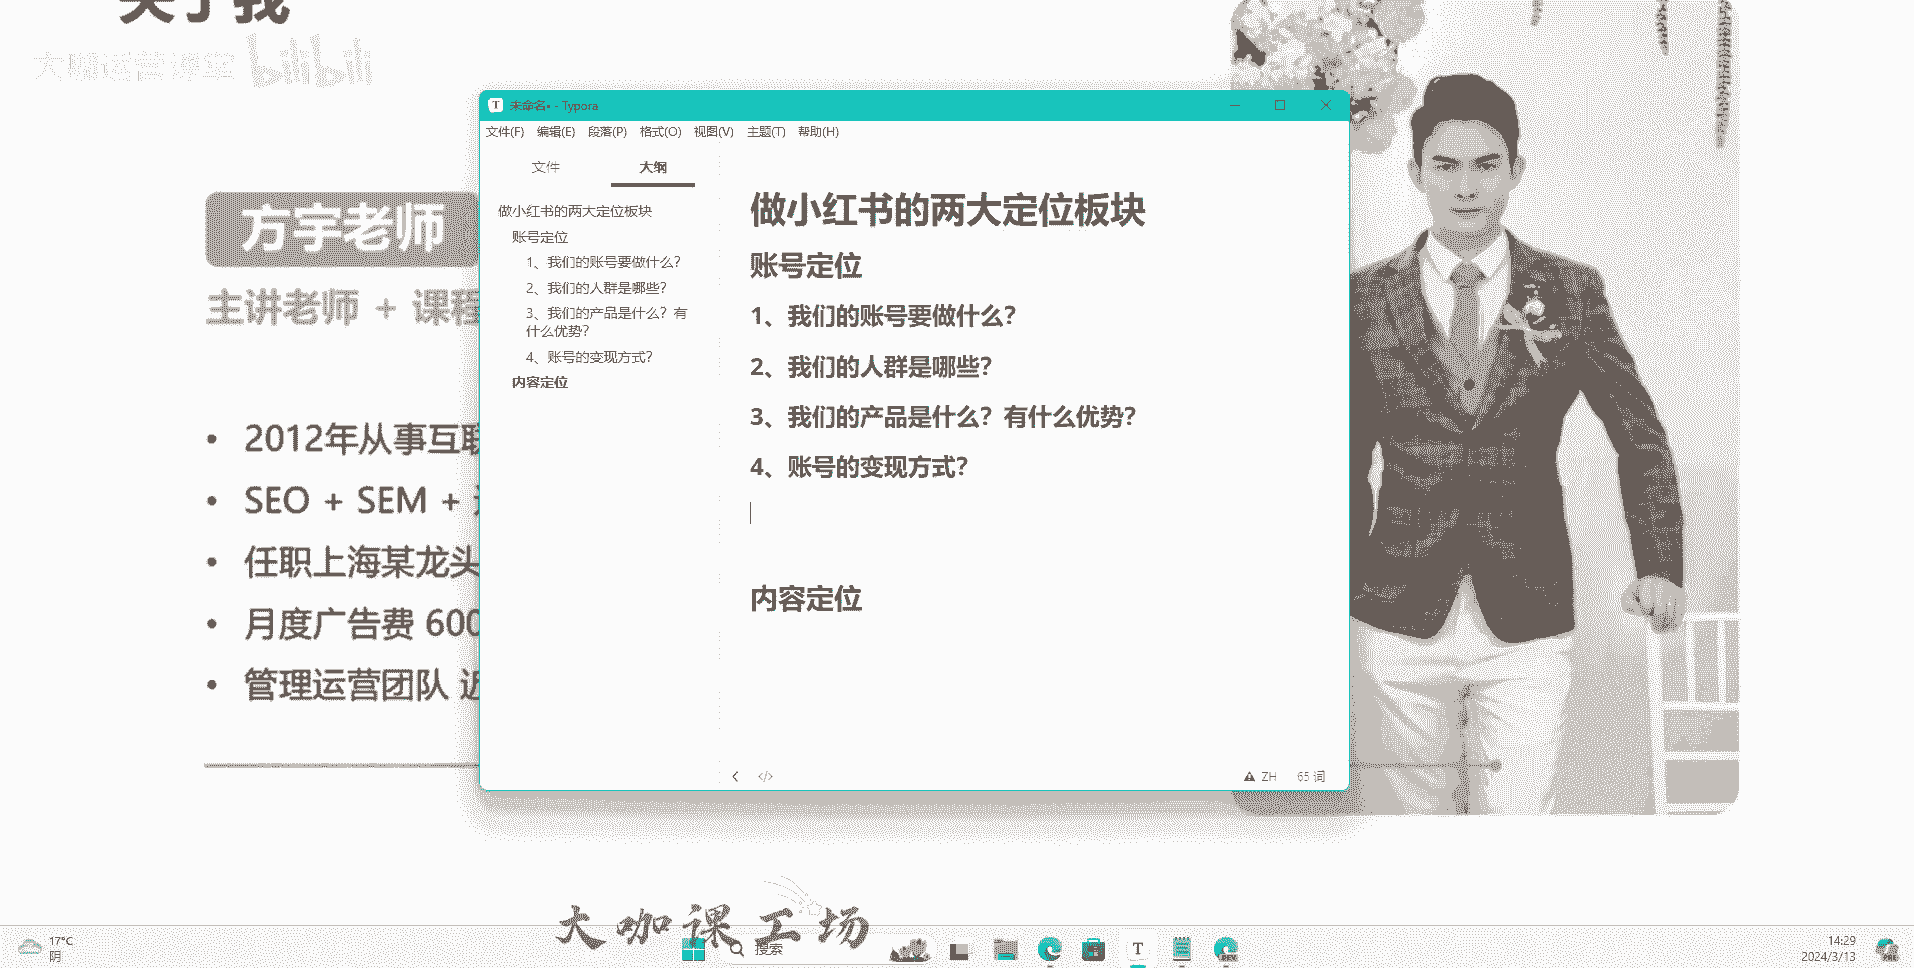 关于我
大咖运营课堂 bilibili
方宇老师
主讲老师 + 课程
• 2012年从事互联
• SEO + SEM +
• 任职上海某龙头
• 月度广告费 600
• 管理运营团队 近
未命名• - Typora
文件(F) 编辑(E) 段落(P) 格式(O) 视图(V) 主题(T) 帮助(H)
文件 大纲
做小红书的两大定位板块
账号定位
1、我们的账号要做什么?
2、我们的人群是哪些?
3、我们的产品是什么? 有
什么优势?
4、账号的变现方式?
内容定位
做小红书的两大定位板块
账号定位
1、我们的账号要做什么?
2、我们的人群是哪些?
3、我们的产品是什么? 有什么优势?
4、账号的变现方式?
内容定位
</> ZH 65 词
大咖课工场
17°C
阴
搜索
T
DEV
14:29
2024/3/13
PRE